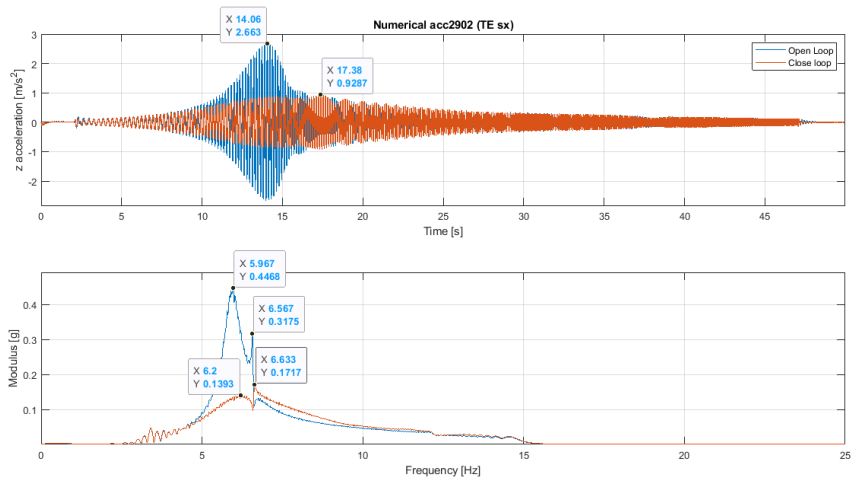 Numerical acc2902 (TE sx)
X 14.06
Y 2.663
X 17.38
Y 0.9287
Open Loop
Close loop
z acceleration [m/s²]
3
2
1
0
-1
-2
0 5 10 15 20 25 30 35 40 45
Time [s]
X 5.967
Y 0.4468
X 6.567
Y 0.3175
X 6.633
Y 0.1717
X 6.2
Y 0.1393
Modulus [g]
0.4
0.3
0.2
0.1
0 5 10 15 20 25
Frequency [Hz]